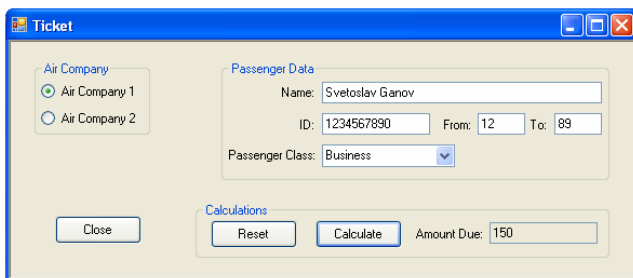 Ticket
Air Company
Air Company 1
Air Company 2
Passenger Data
Name: Svetoslav Ganov
ID: 1234567890 From: 12 To: 89
Passenger Class: Business
Close
Calculations
Reset Calculate Amount Due: 150